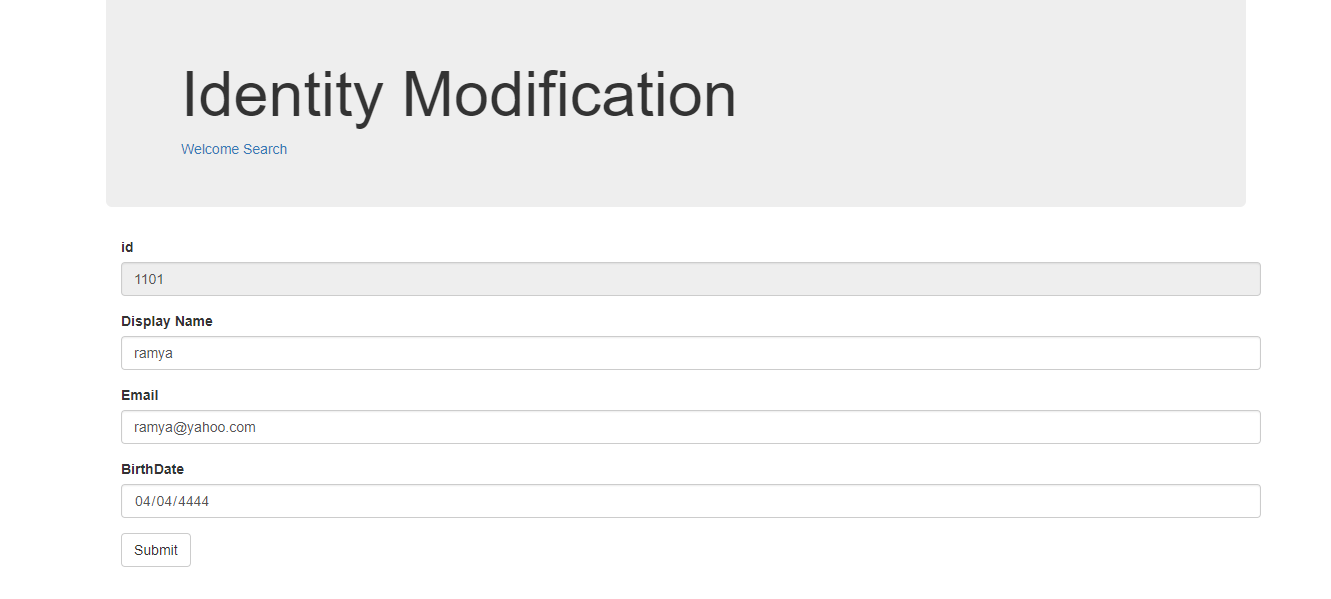 Identity Modification
Welcome Search
id
1101
Display Name
ramya
Email
ramya@yahoo.com
BirthDate
04/04/4444
Submit